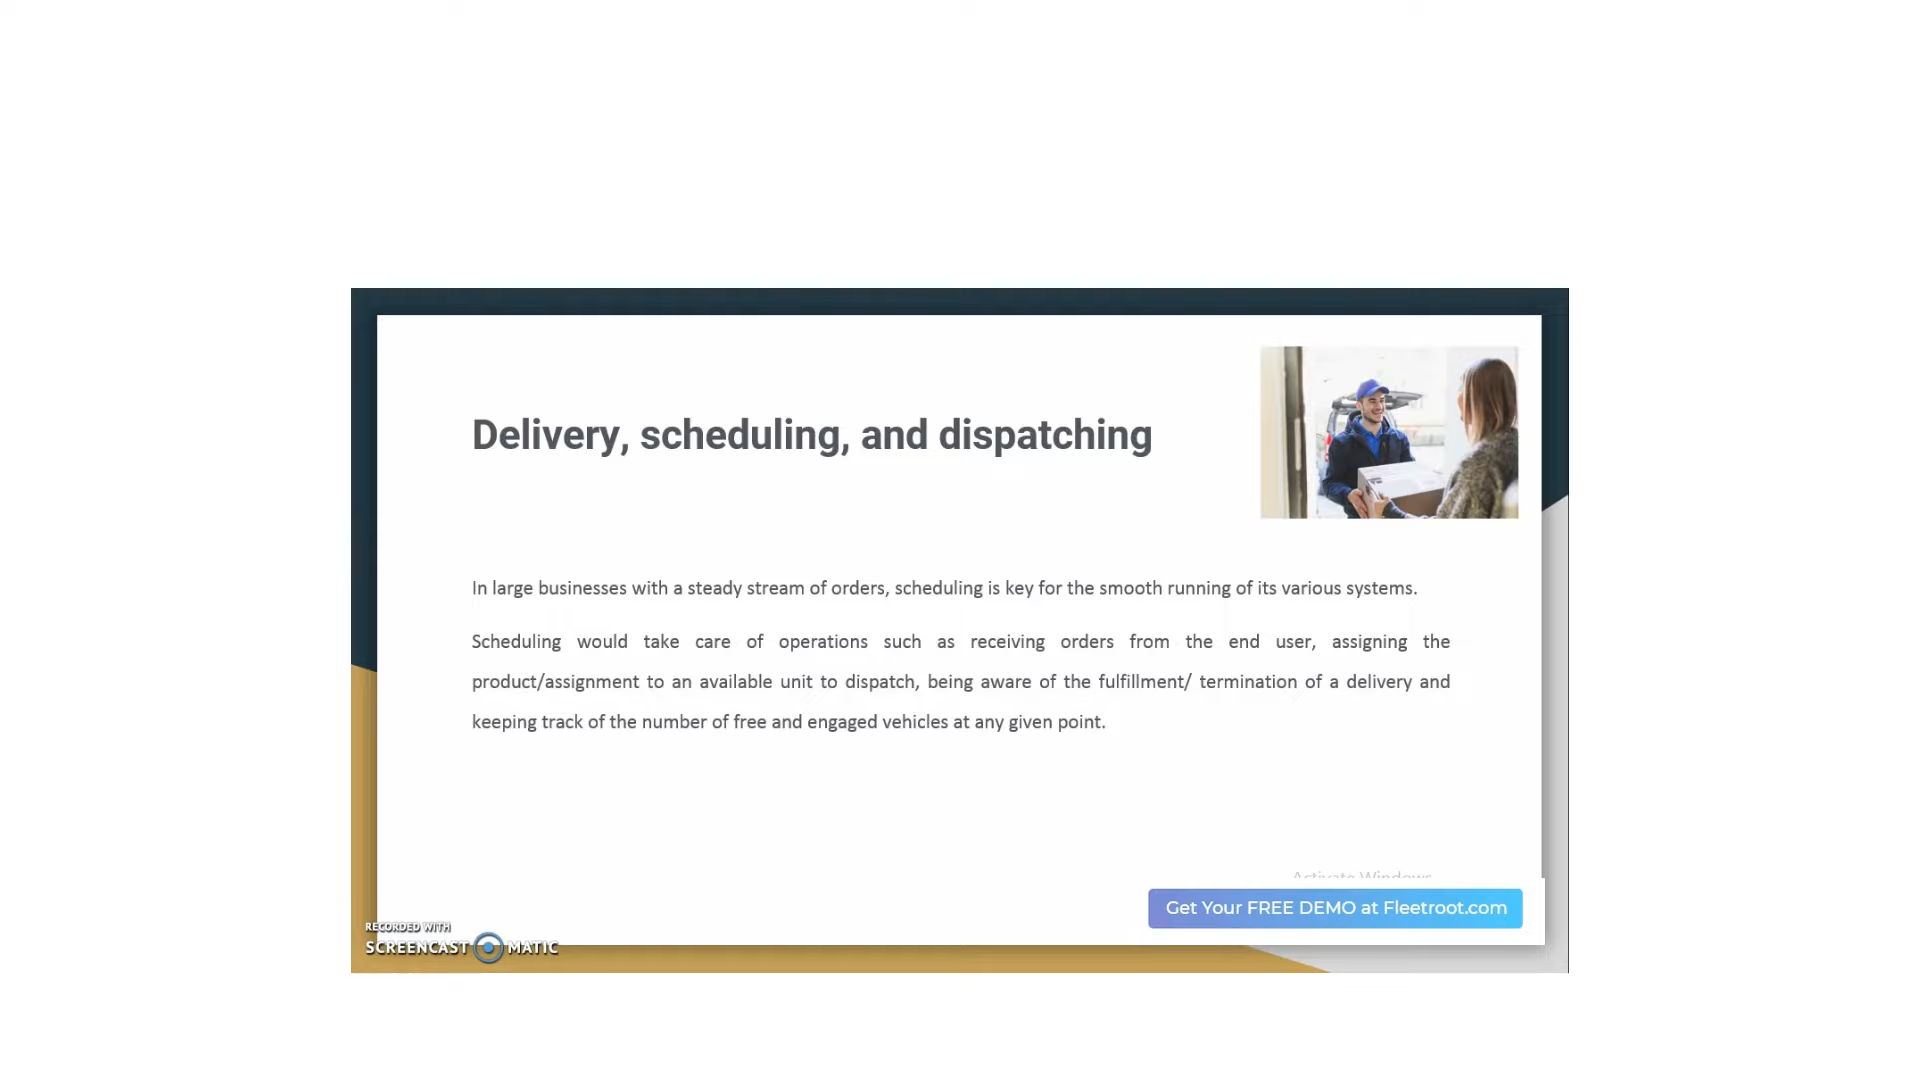 Delivery, scheduling, and dispatching
In large businesses with a steady stream of orders, scheduling is key for the smooth running of its various systems.
Scheduling would take care of operations such as receiving orders from the end user, assigning the
product/assignment to an available unit to dispatch, being aware of the fulfillment/ termination of a delivery and
keeping track of the number of free and engaged vehicles at any given point.
Activate Windows
Get Your FREE DEMO at Fleetroot.com
RECORDED WITH
SCREENCAST MATIC